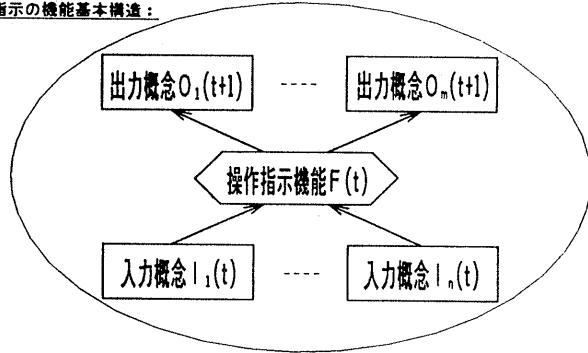 指示の機能基本構造：
出力概念O₁(t+1) ---- 出力概念Oₘ(t+1)
操作指示機能F(t)
入力概念I₁(t) ---- 入力概念Iₙ(t)